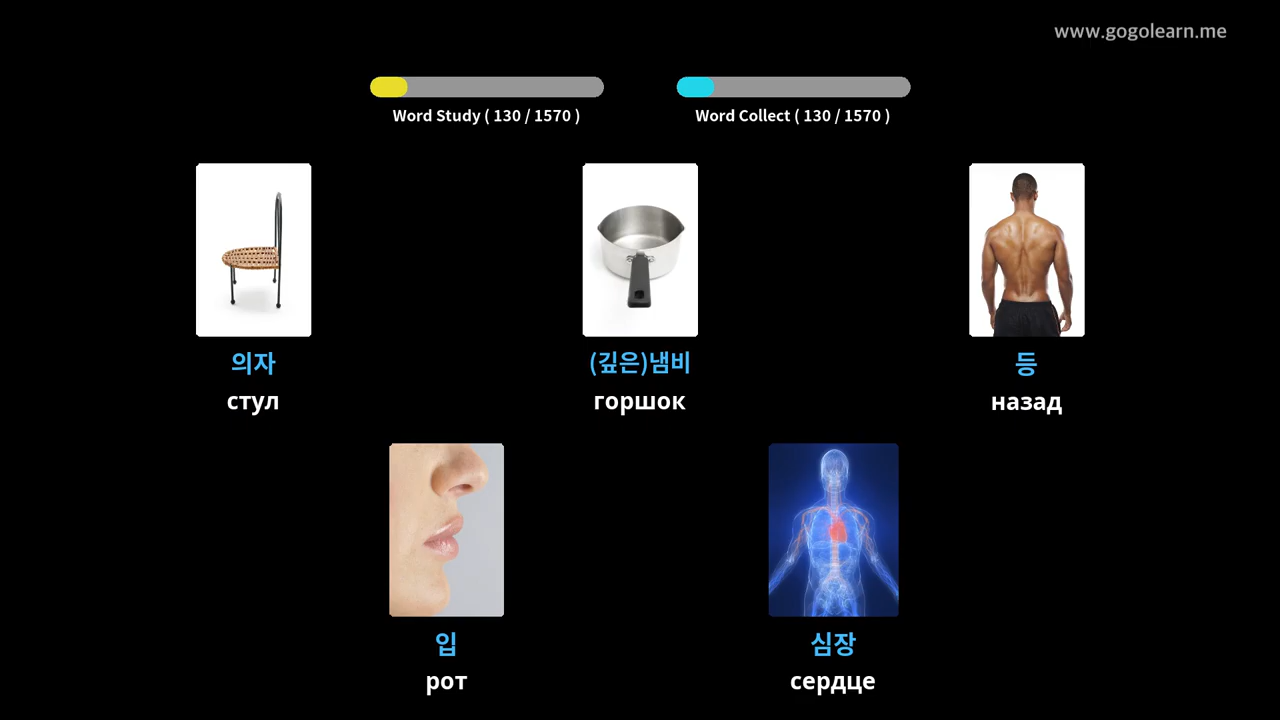 www.gogolearn.me
Word Study ( 130 / 1570 )
Word Collect ( 130 / 1570 )
의자
стул
(깊은)냄비
горшок
등
назад
입
рот
심장
сердце